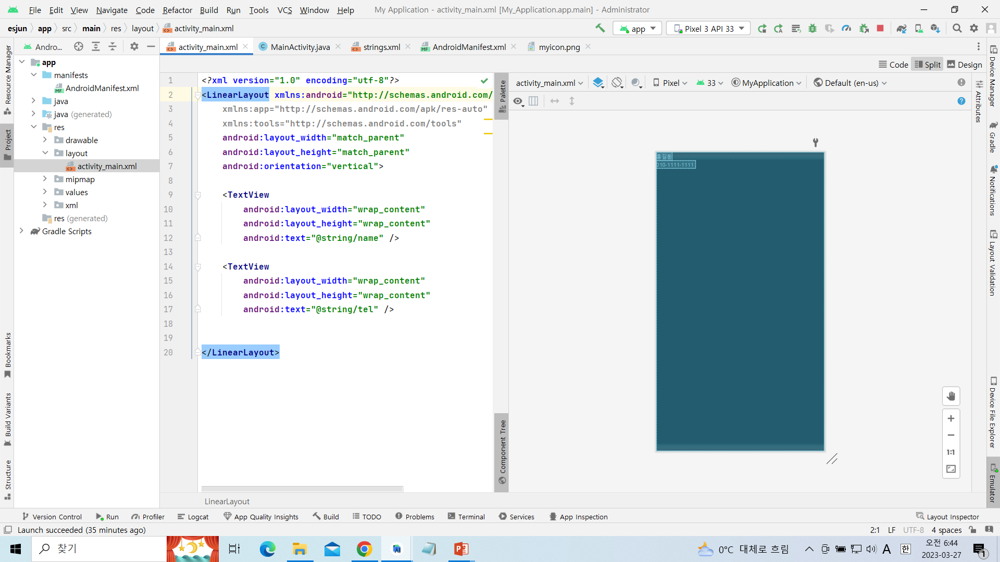 File Edit View Navigate Code Refactor Build Run Tools VCS Window Help My Application - activity_main.xml [My_Application.app.main] - Administrator
esjun app src main res layout activity_main.xml app Pixel 3 API 33
Andro... activity_main.xml MainActivity.java strings.xml AndroidManifest.xml myicon.png
Code Split Design
Resource Manager
Project
Bookmarks
Build Variants
Structure
app
manifests
AndroidManifest.xml
java
java (generated)
res
drawable
layout
activity_main.xml
mipmap
values
xml
res (generated)
Gradle Scripts
1 <?xml version="1.0" encoding="utf-8"?>
2 <LinearLayout xmlns:android="http://schemas.android.com/
3 xmlns:app="http://schemas.android.com/apk/res-auto"
4 xmlns:tools="http://schemas.android.com/tools"
5 android:layout_width="match_parent"
6 android:layout_height="match_parent"
7 android:orientation="vertical">
8
9 <TextView
10 android:layout_width="wrap_content"
11 android:layout_height="wrap_content"
12 android:text="@string/name" />
13
14 <TextView
15 android:layout_width="wrap_content"
16 android:layout_height="wrap_content"
17 android:text="@string/tel" />
18
19
20 </LinearLayout>
LinearLayout
Palette
Component Tree
activity_main.xml Pixel 33 MyApplication Default (en-us)
홍길동
010-1111-1111
1:1
Attributes
Device Manager
Gradle
Notifications
Layout Validation
Device File Explorer
Emulator
Version Control Run Profiler Logcat App Quality Insights Build TODO Problems Terminal Services App Inspection Layout Inspector
Launch succeeded (35 minutes ago) 2:1 LF UTF-8 4 spaces
찾기 0°C 대체로 흐림 A 한 오전 6:44
2023-03-27
1